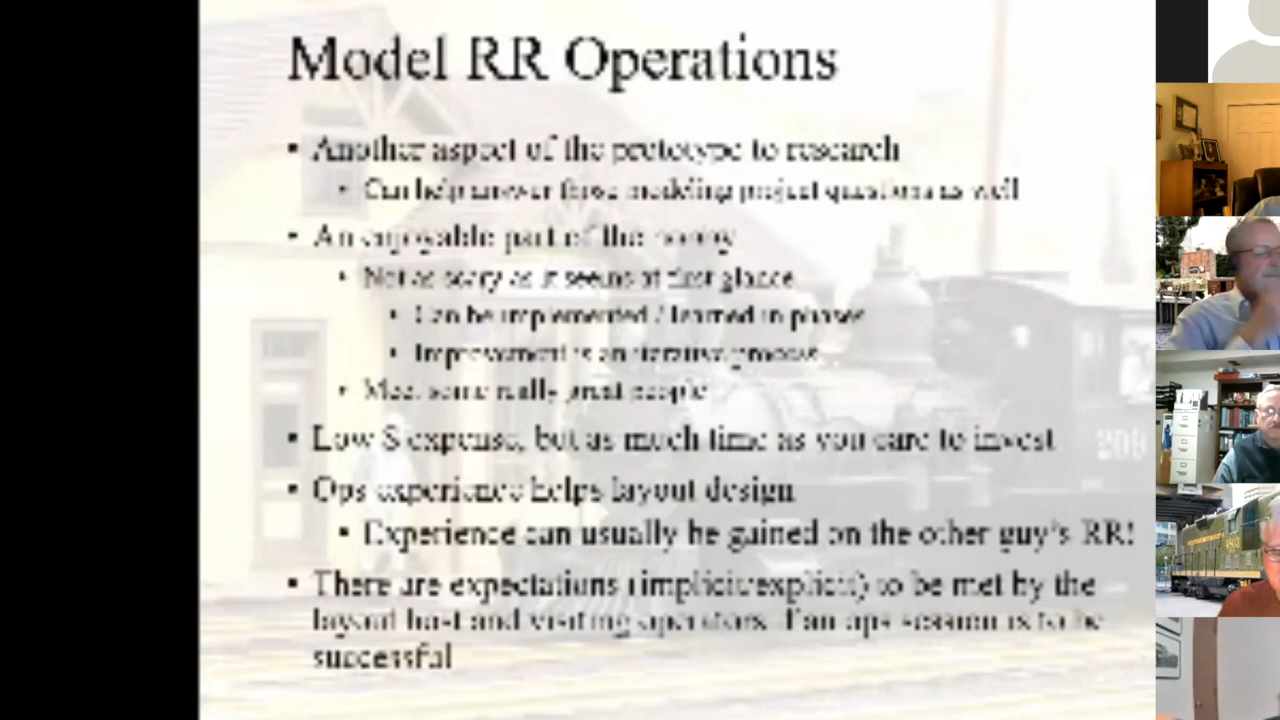 Model RR Operations
• Another aspect of the prototype to research
• Can help answer those modeling project questions as well
• An enjoyable part of the hobby
• Not as scary as it seems at first glance
• Can be implemented / learned in phases
• Improvement is an iterative process
• Meet some really great people
• Low $ expense, but as much time as you care to invest
• Ops experience helps layout design
• Experience can usually be gained on the other guy's RR!
• There are expectations (implicit/explicit) to be met by the
layout host and visiting operators if an ops session is to be
successful
209